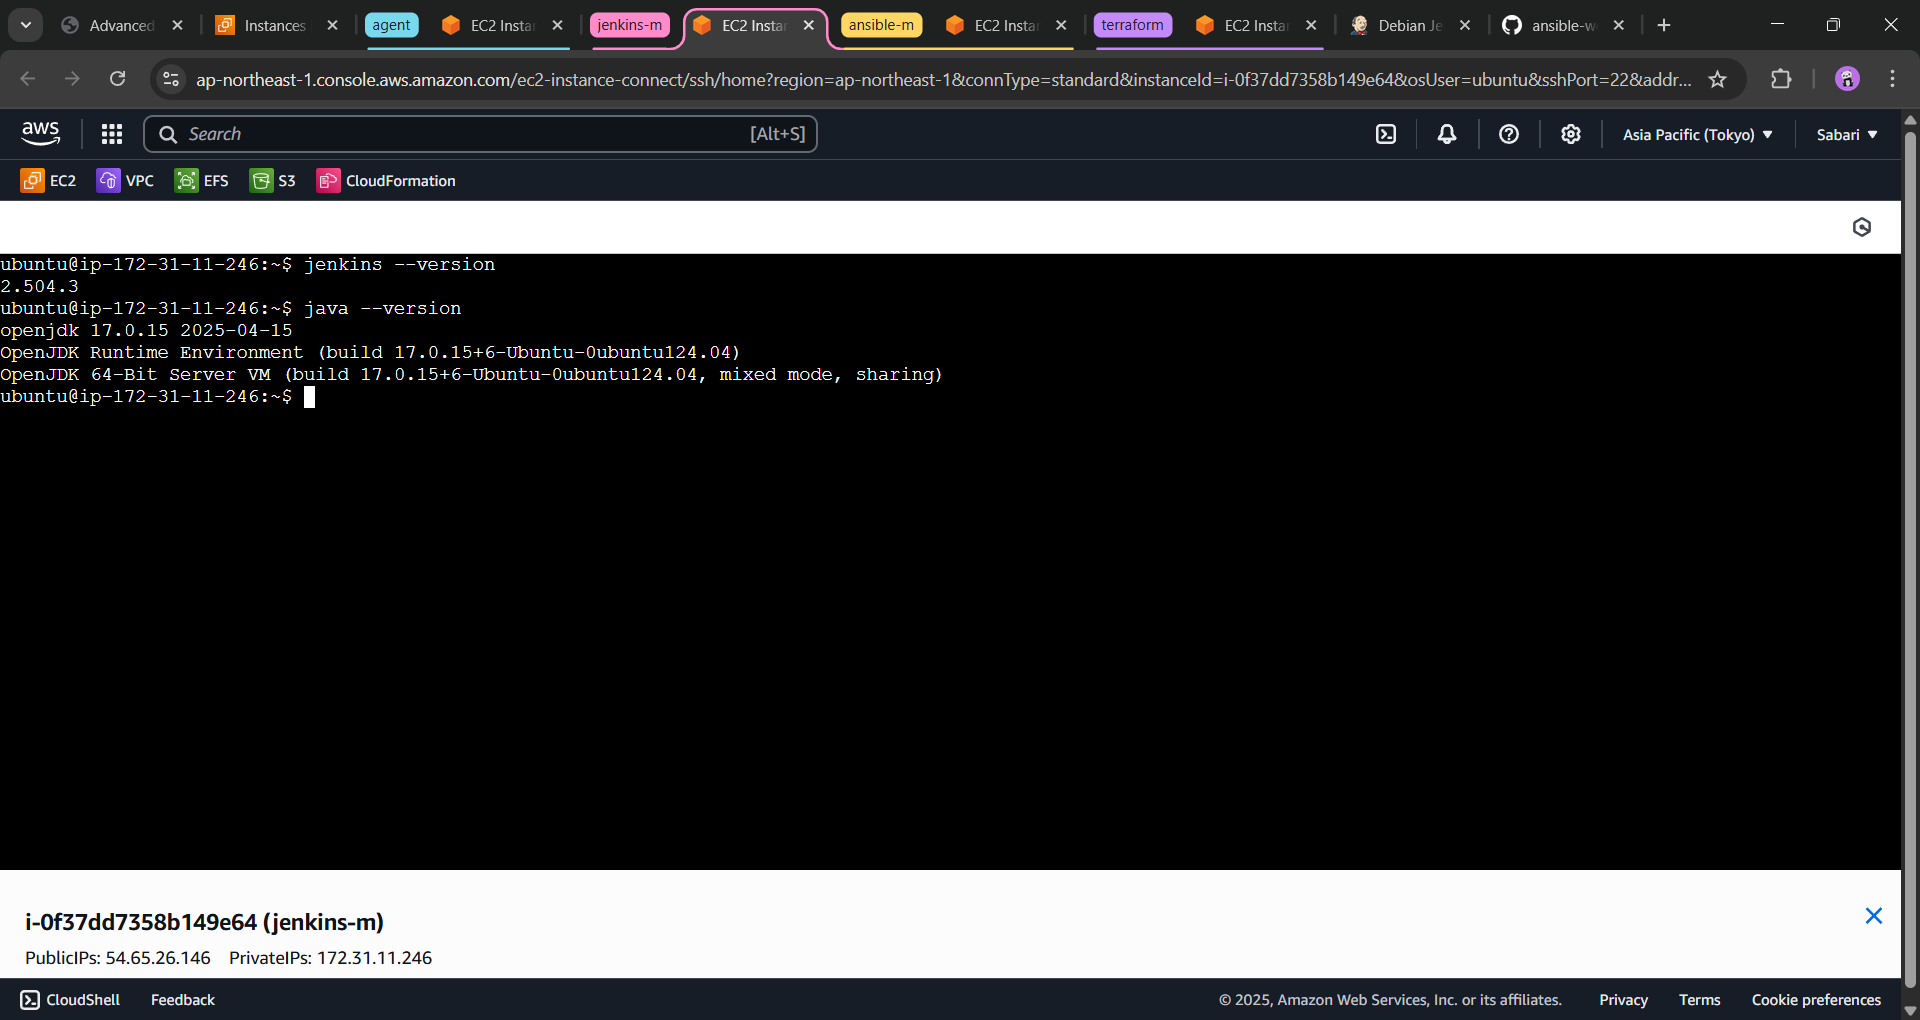 Advanced
Instances
agent
EC2 Insta
jenkins-m
EC2 Insta
ansible-m
EC2 Insta
terraform
EC2 Insta
Debian Je
ansible-w
ap-northeast-1.console.aws.amazon.com/ec2-instance-connect/ssh/home?region=ap-northeast-1&connType=standard&instanceId=i-0f37dd7358b149e64&osUser=ubuntu&sshPort=22&addr...
aws
Search
[Alt+S]
Asia Pacific (Tokyo)
Sabari
EC2
VPC
EFS
S3
CloudFormation
ubuntu@ip-172-31-11-246:~$ jenkins --version
2.504.3
ubuntu@ip-172-31-11-246:~$ java --version
openjdk 17.0.15 2025-04-15
OpenJDK Runtime Environment (build 17.0.15+6-Ubuntu-0ubuntu124.04)
OpenJDK 64-Bit Server VM (build 17.0.15+6-Ubuntu-0ubuntu124.04, mixed mode, sharing)
ubuntu@ip-172-31-11-246:~$
i-0f37dd7358b149e64 (jenkins-m)
PublicIPs: 54.65.26.146 PrivateIPs: 172.31.11.246
CloudShell
Feedback
© 2025, Amazon Web Services, Inc. or its affiliates.
Privacy
Terms
Cookie preferences